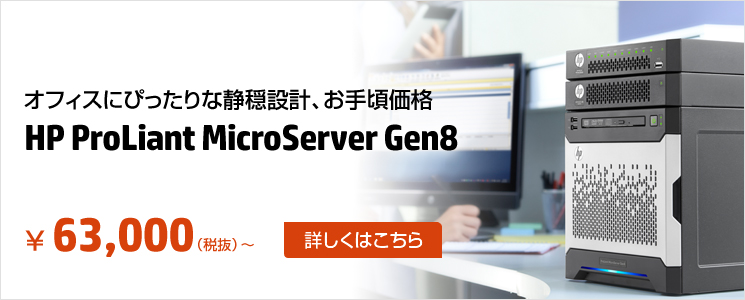 オフィスにぴったりな静穏設計、お手頃価格
HP ProLiant MicroServer Gen8
¥ 63,000（税抜）～
詳しくはこちら
hp